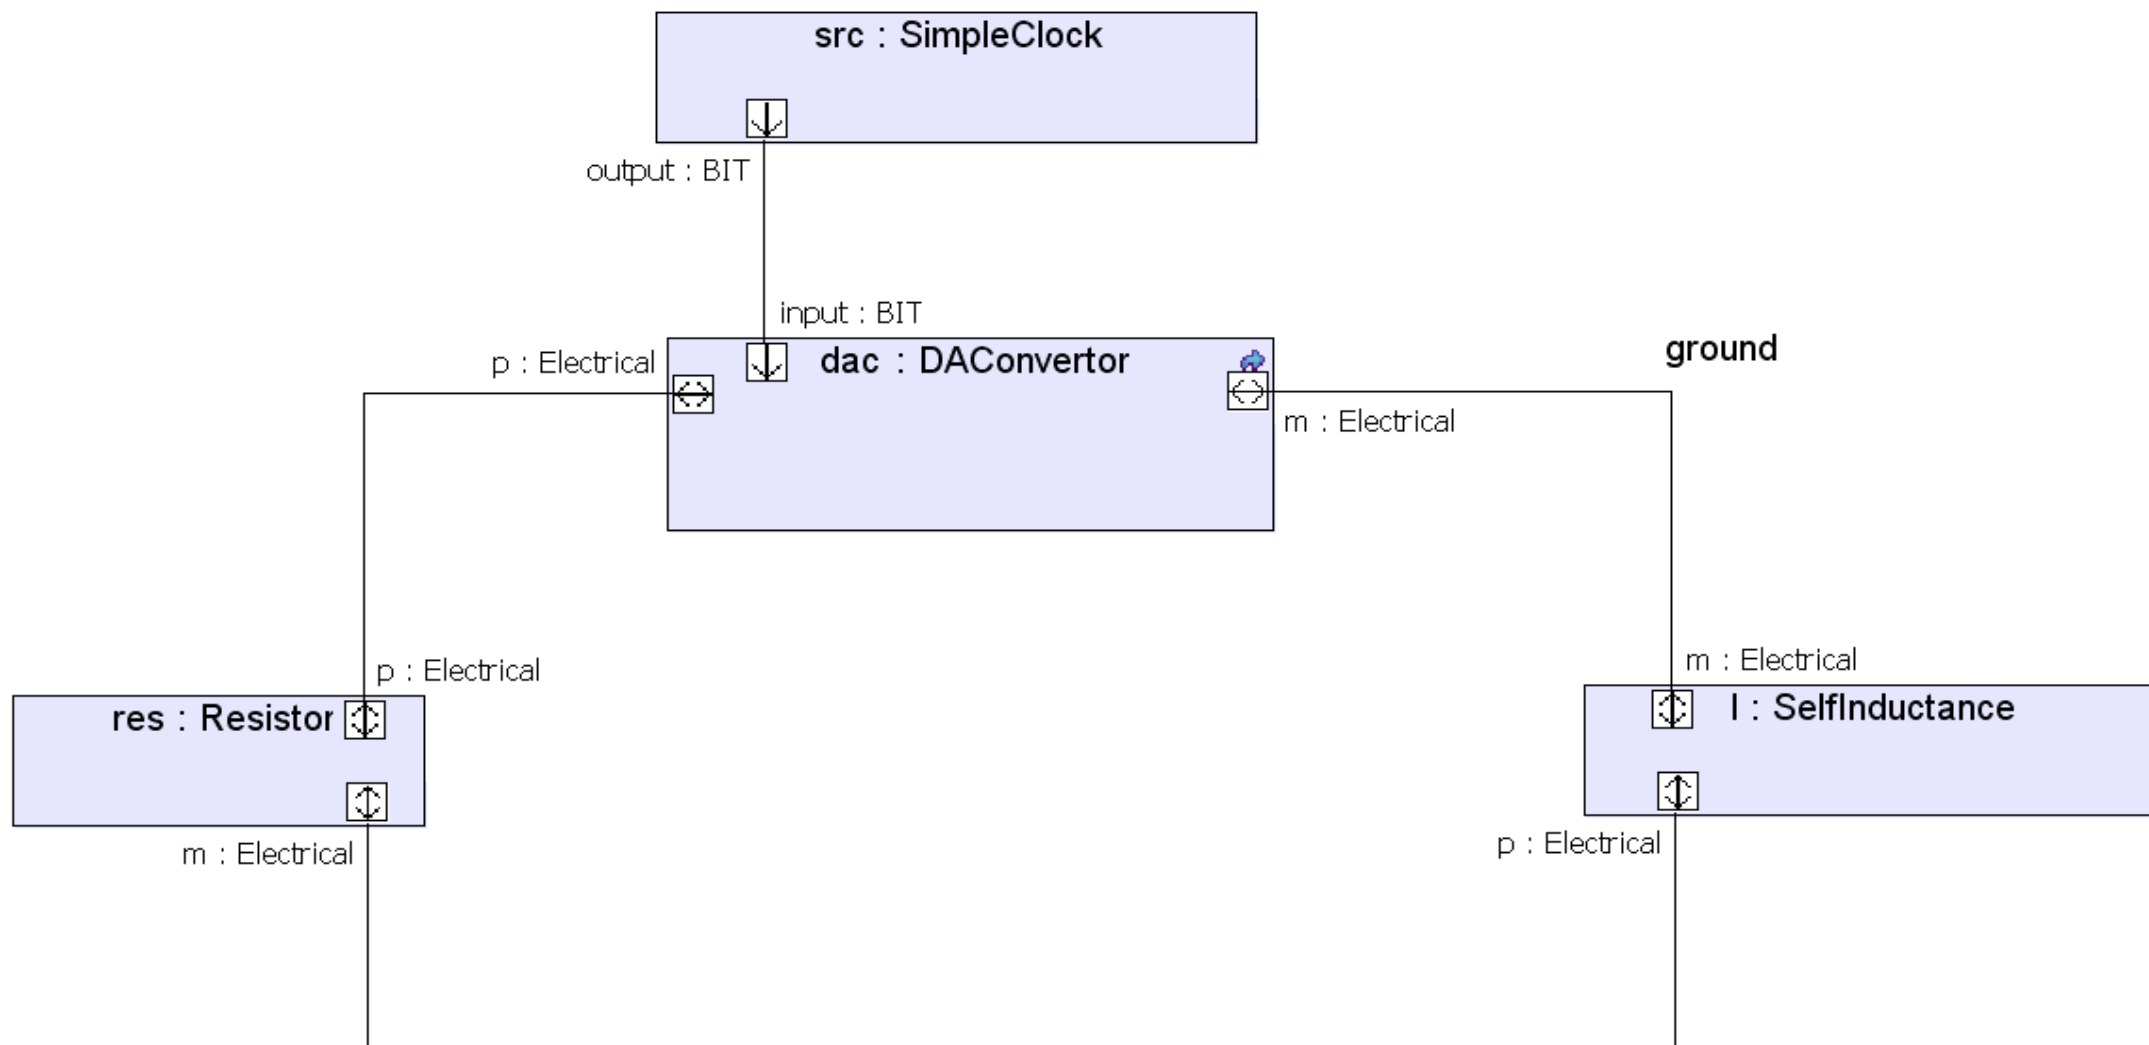 src : SimpleClock
output : BIT
input : BIT
p : Electrical
dac : DAConvertor
ground
m : Electrical
p : Electrical
m : Electrical
res : Resistor
l : SelfInductance
m : Electrical
p : Electrical